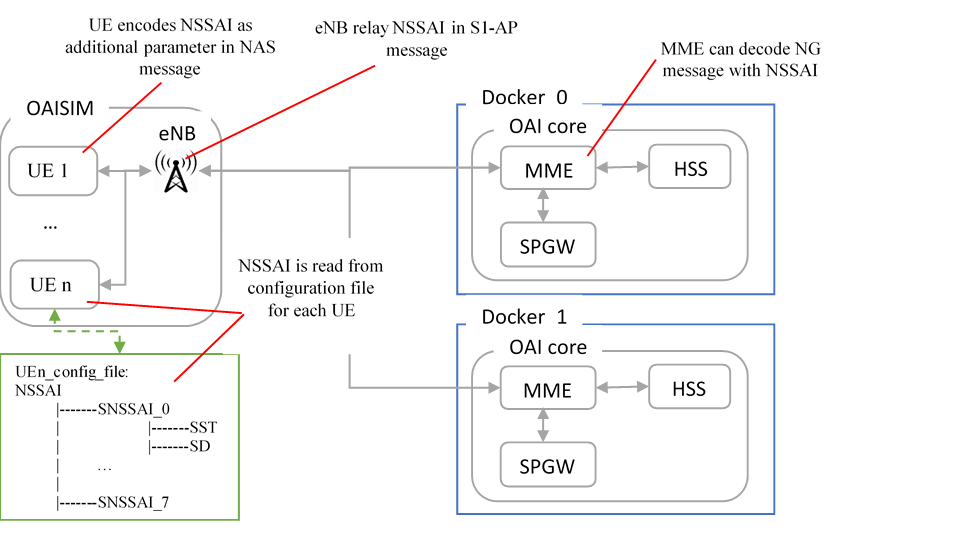 UE encodes NSSAI as
additional parameter in NAS
message
eNB relay NSSAI in S1-AP
message
MME can decode NG
message with NSSAI
OAISIM
eNB
UE 1
...
UE n
Docker 0
OAI core
MME
HSS
SPGW
NSSAI is read from
configuration file
for each UE
Docker 1
OAI core
MME
HSS
SPGW
UEn_config_file:
NSSAI
|-------SNSSAI_0
| |-------SST
| |-------SD
| ...
|
|-------SNSSAI_7